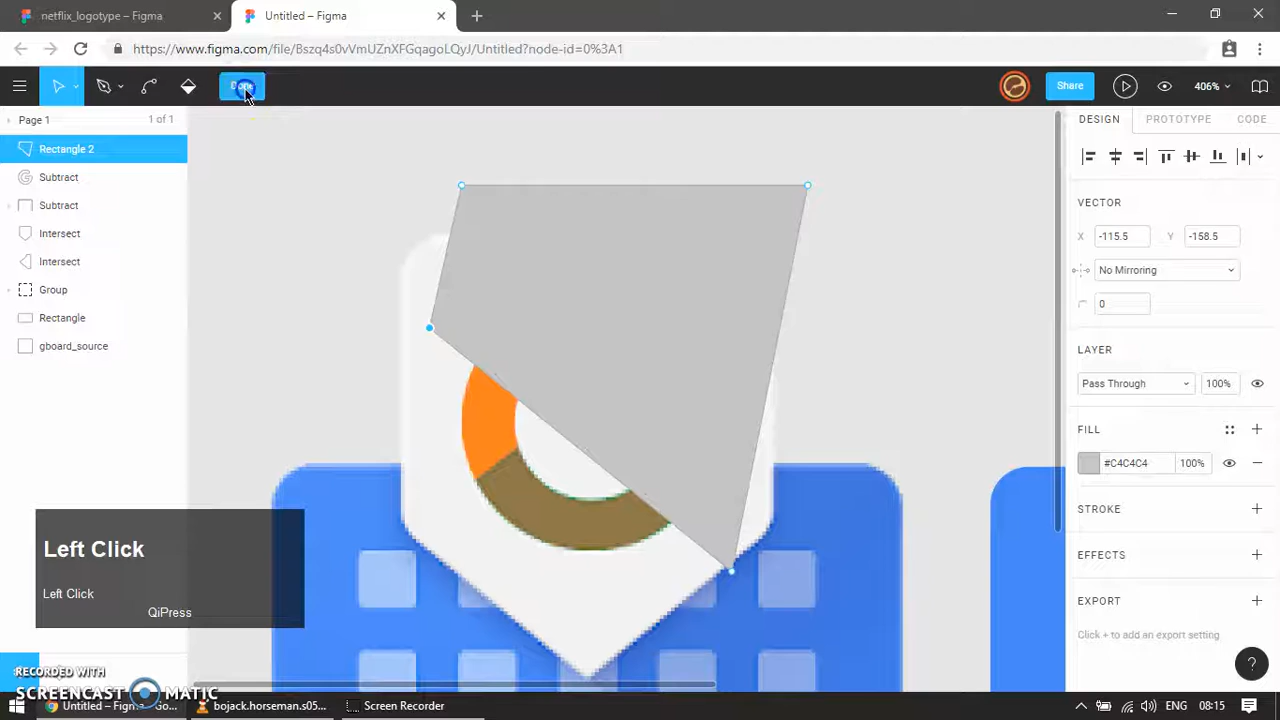 netflix_logotype – Figma
Untitled – Figma
https://www.figma.com/file/Bszq4s0vVmUZnXFGqagoLQyJ/Untitled?node-id=0%3A1
Done
Share
406%
Page 1
1 of 1
DESIGN
PROTOTYPE
CODE
Rectangle 2
Subtract
Subtract
Intersect
Intersect
Group
Rectangle
gboard_source
VECTOR
X
-115.5
Y
-158.5
No Mirroring
0
LAYER
Pass Through
100%
FILL
#C4C4C4
100%
STROKE
EFFECTS
EXPORT
Click + to add an export setting
?
Left Click
Left Click
QiPress
RECORDED WITH
SCREENCAST MATIC
Untitled – Figma - Go...
bojack.horseman.s05...
Screen Recorder
ENG
08:15